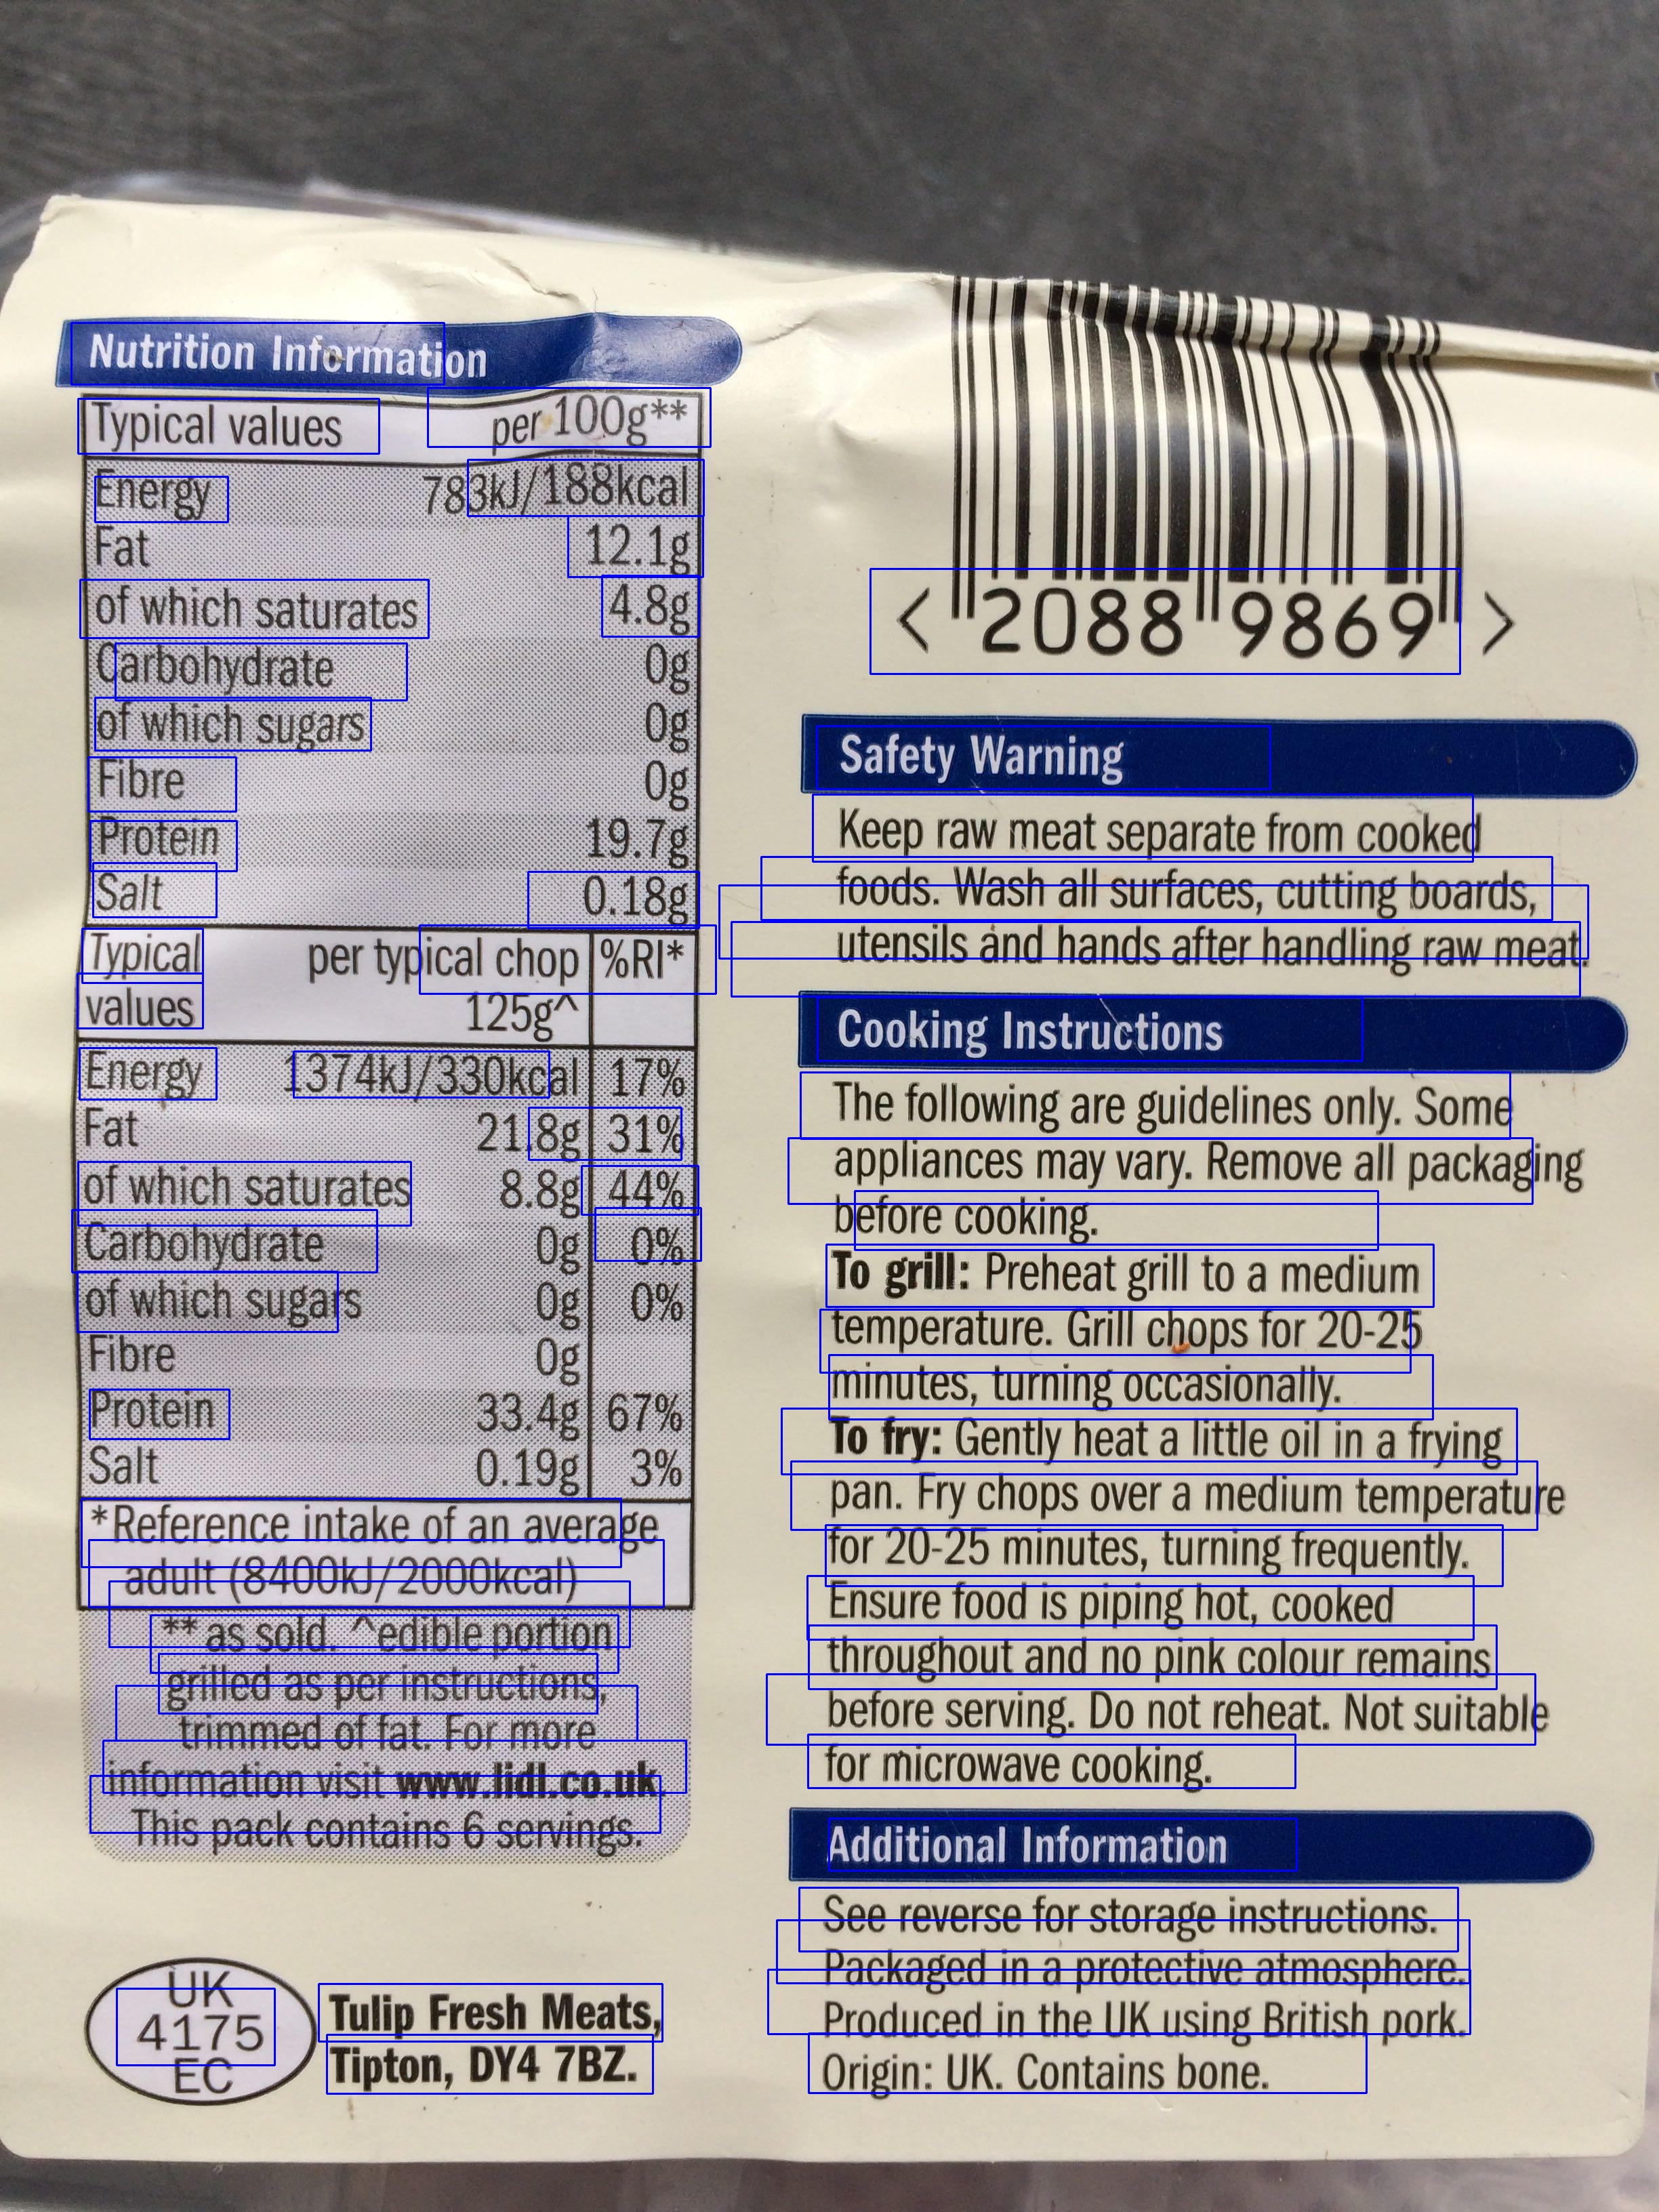 Nutrition Information
Typical values per 100g**
Energy 783kJ/188kcal
Fat 12.1g
of which saturates 4.8g
Carbohydrate 0g
of which sugars 0g
Fibre 0g
Protein 19.7g
Salt 0.18g
Typical per typical chop %RI*
values 125g^
Energy 1374kJ/330kcal 17%
Fat 21.8g 31%
of which saturates 8.8g 44%
Carbohydrate 0g 0%
of which sugars 0g 0%
Fibre 0g
Protein 33.4g 67%
Salt 0.19g 3%
*Reference intake of an average
adult (8400kJ/2000kcal)
** as sold. ^edible portion
grilled as per instructions,
trimmed of fat. For more
information visit www.lidl.co.uk.
This pack contains 6 servings.
UK
4175
EC
Tulip Fresh Meats,
Tipton, DY4 7BZ.
< 2088 9869 >
Safety Warning
Keep raw meat separate from cooked
foods. Wash all surfaces, cutting boards,
utensils and hands after handling raw meat.
Cooking Instructions
The following are guidelines only. Some
appliances may vary. Remove all packaging
before cooking.
To grill: Preheat grill to a medium
temperature. Grill chops for 20-25
minutes, turning occasionally.
To fry: Gently heat a little oil in a frying
pan. Fry chops over a medium temperature
for 20-25 minutes, turning frequently.
Ensure food is piping hot, cooked
throughout and no pink colour remains
before serving. Do not reheat. Not suitable
for microwave cooking.
Additional Information
See reverse for storage instructions.
Packaged in a protective atmosphere.
Produced in the UK using British pork.
Origin: UK. Contains bone.